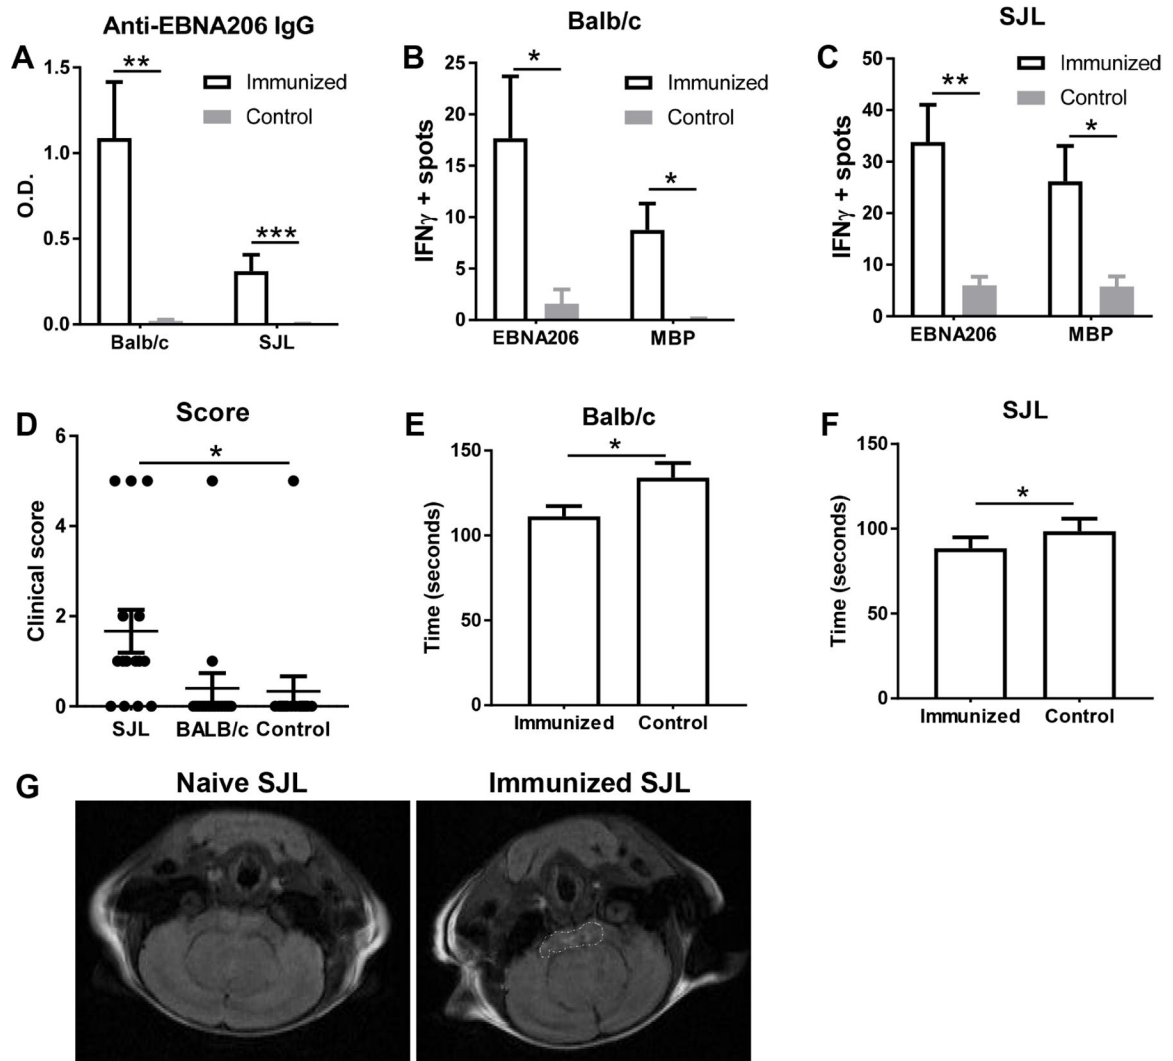 A
Anti-EBNA206 IgG
**
***
Immunized
Control
1.5
1.0
0.5
0.0
O.D.
Balb/c
SJL
B
Balb/c
*
*
Immunized
Control
25
20
15
10
5
0
IFNγ + spots
EBNA206
MBP
C
SJL
**
*
Immunized
Control
50
40
30
20
10
0
IFNγ + spots
EBNA206
MBP
D
Score
*
6
4
2
0
Clinical score
SJL
BALB/c
Control
E
Balb/c
*
150
100
50
0
Time (seconds)
Immunized
Control
F
SJL
*
150
100
50
0
Time (seconds)
Immunized
Control
G
Naive SJL
Immunized SJL